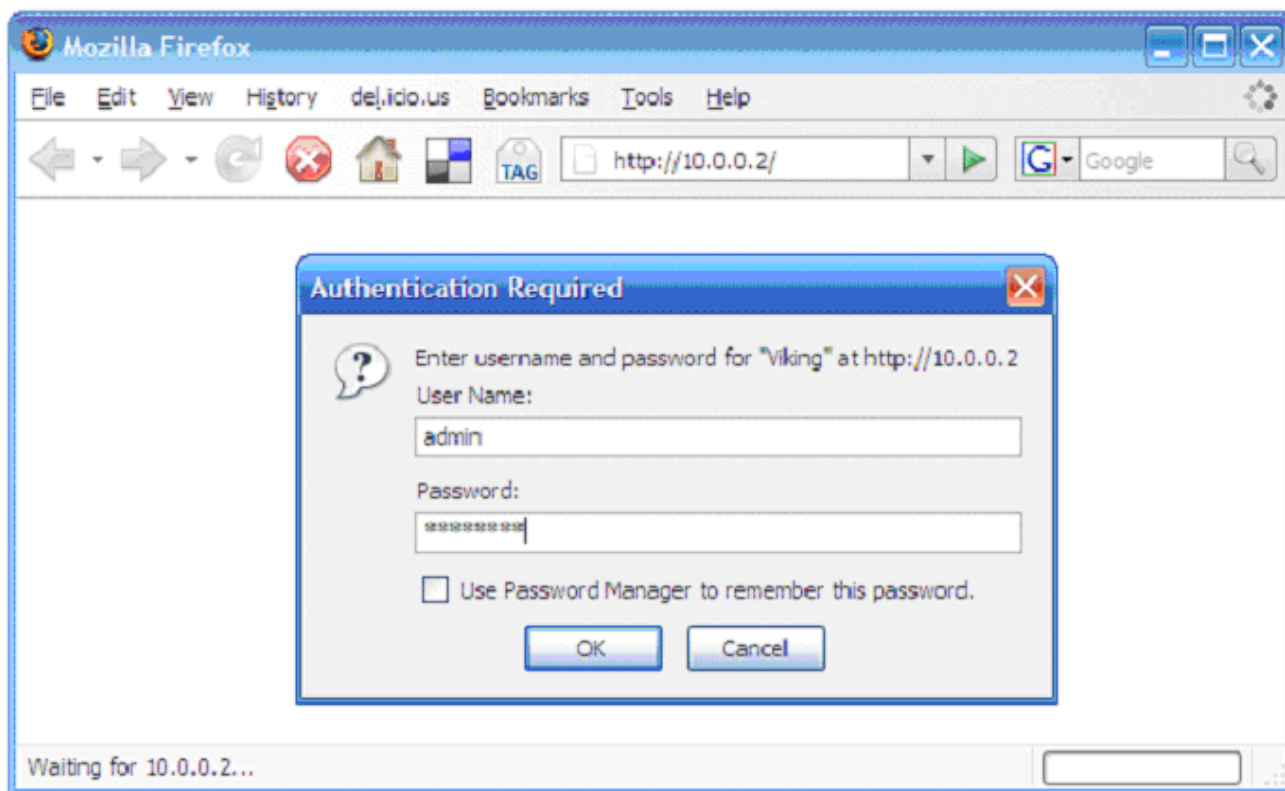 Mozilla Firefox
File Edit View History del.icio.us Bookmarks Tools Help
TAG http://10.0.0.2/ G Google
Authentication Required
Enter username and password for "Viking" at http://10.0.0.2
User Name:
admin
Password:
********
Use Password Manager to remember this password.
OK Cancel
Waiting for 10.0.0.2...